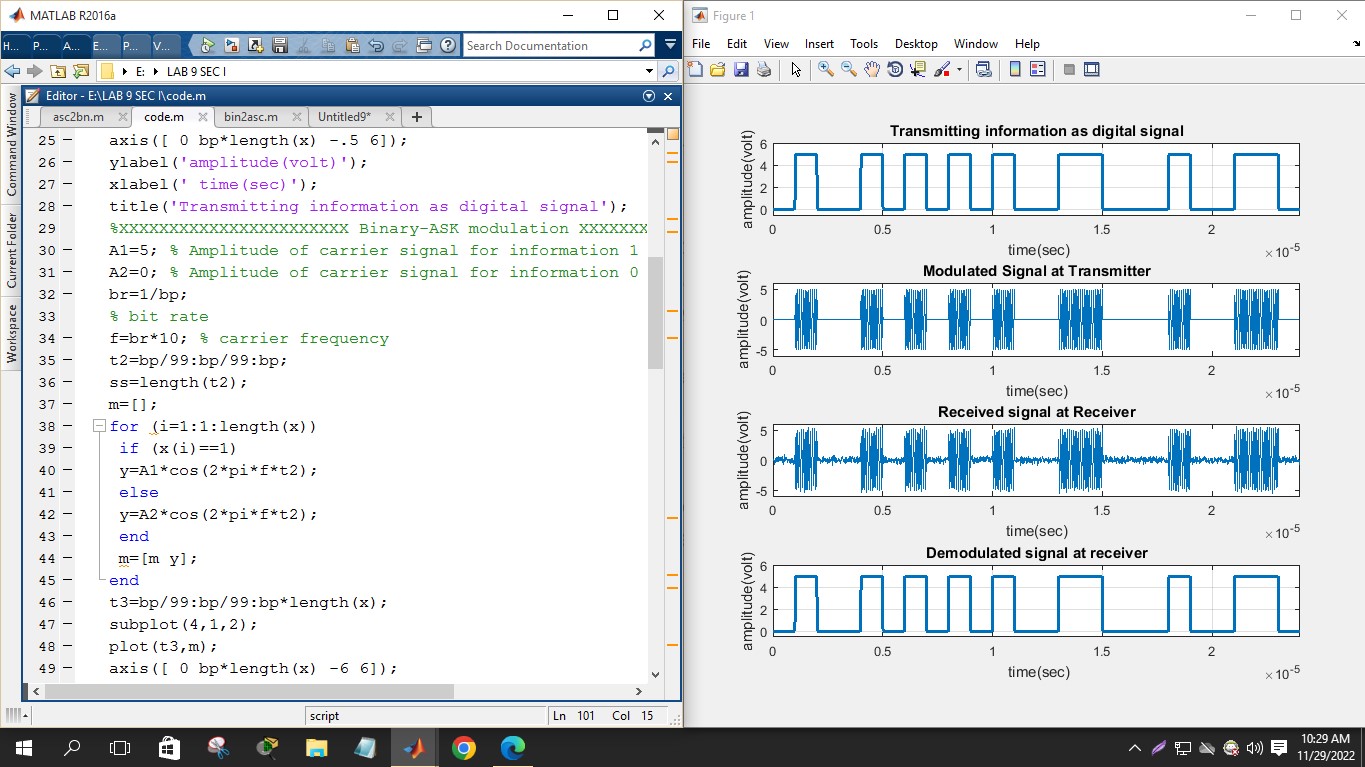 MATLAB R2016a
H... P... A... E... P... V...
Search Documentation
E: LAB 9 SEC I
Command Window
Current Folder
Workspace
Editor - E:\LAB 9 SEC I\code.m
asc2bn.m code.m bin2asc.m Untitled9*
25 axis([ 0 bp*length(x) -.5 6]);
26 ylabel('amplitude(volt)');
27 xlabel(' time(sec)');
28 title('Transmitting information as digital signal');
29 %XXXXXXXXXXXXXXXXXXXXXXX Binary-ASK modulation XXXXXXX
30 A1=5; % Amplitude of carrier signal for information 1
31 A2=0; % Amplitude of carrier signal for information 0
32 br=1/bp;
33 % bit rate
34 f=br*10; % carrier frequency
35 t2=bp/99:bp/99:bp;
36 ss=length(t2);
37 m=[];
38 for (i=1:1:length(x))
39 if (x(i)==1)
40 y=A1*cos(2*pi*f*t2);
41 else
42 y=A2*cos(2*pi*f*t2);
43 end
44 m=[m y];
45 end
46 t3=bp/99:bp/99:bp*length(x);
47 subplot(4,1,2);
48 plot(t3,m);
49 axis([ 0 bp*length(x) -6 6]);
script
Ln 101 Col 15
Figure 1
File Edit View Insert Tools Desktop Window Help
Transmitting information as digital signal
amplitude(volt)
6
4
2
0
0 0.5 1 1.5 2
time(sec)
×10-5
Modulated Signal at Transmitter
amplitude(volt)
5
0
-5
0 0.5 1 1.5 2
time(sec)
×10-5
Received signal at Receiver
amplitude(volt)
5
0
-5
0 0.5 1 1.5 2
time(sec)
×10-5
Demodulated signal at receiver
amplitude(volt)
6
4
2
0
0 0.5 1 1.5 2
time(sec)
×10-5
10:29 AM
11/29/2022